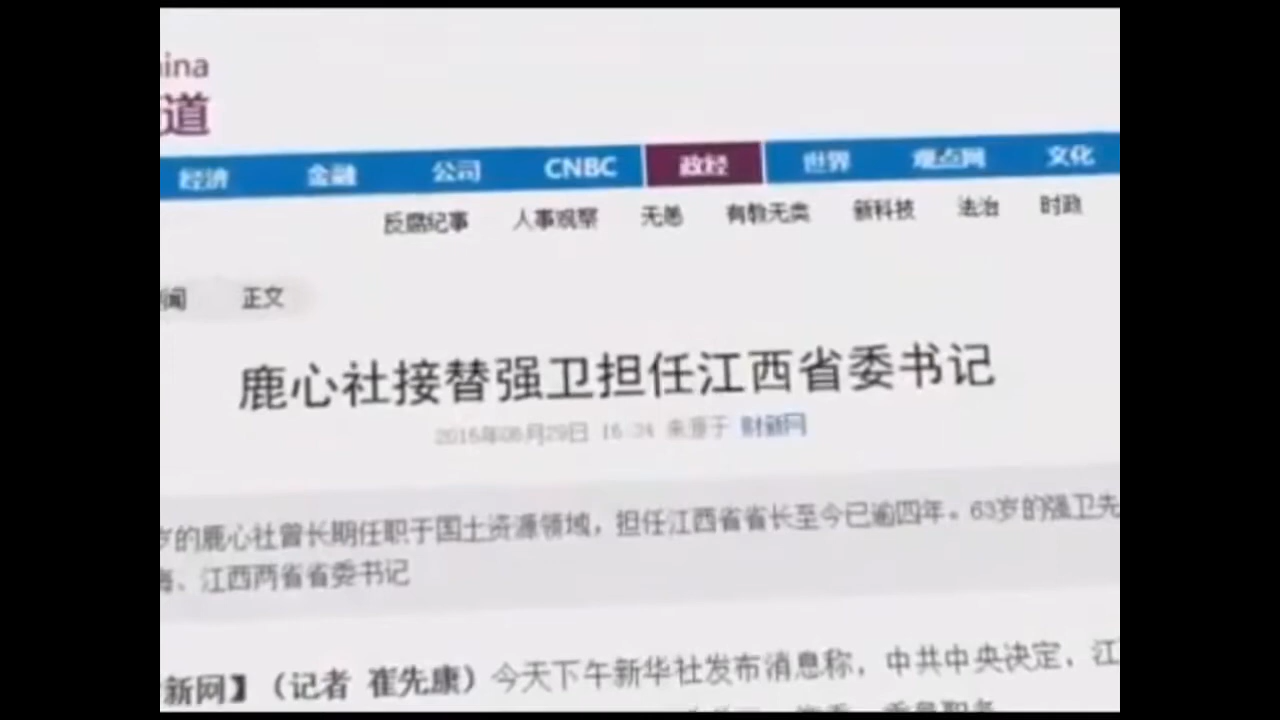 ina
道
经济 金融 公司 CNBC 政经 世界 观点网 文化
反腐纪事 人事观察 无恙 有教无类 新科技 法治 时政
闻 正文
鹿心社接替强卫担任江西省委书记
2016年06月29日 16:34 来源于 财新网
岁的鹿心社曾长期任职于国土资源领域，担任江西省省长至今已逾四年。63岁的强卫先
海、江西两省省委书记
新网】（记者 崔先康）今天下午新华社发布消息称，中共中央决定，江